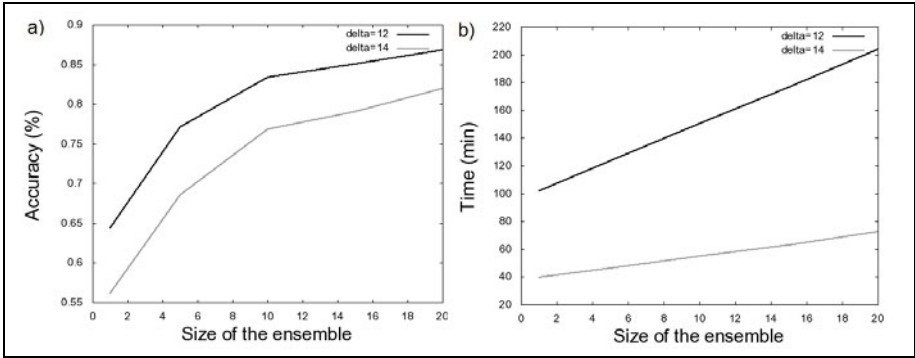 a)
Accuracy (%)
0.9
0.85
0.8
0.75
0.7
0.65
0.6
0.55
delta=12
delta=14
0 2 4 6 8 10 12 14 16 18 20
Size of the ensemble
b)
Time (min)
220
200
180
160
140
120
100
80
60
40
20
delta=12
delta=14
0 2 4 6 8 10 12 14 16 18 20
Size of the ensemble